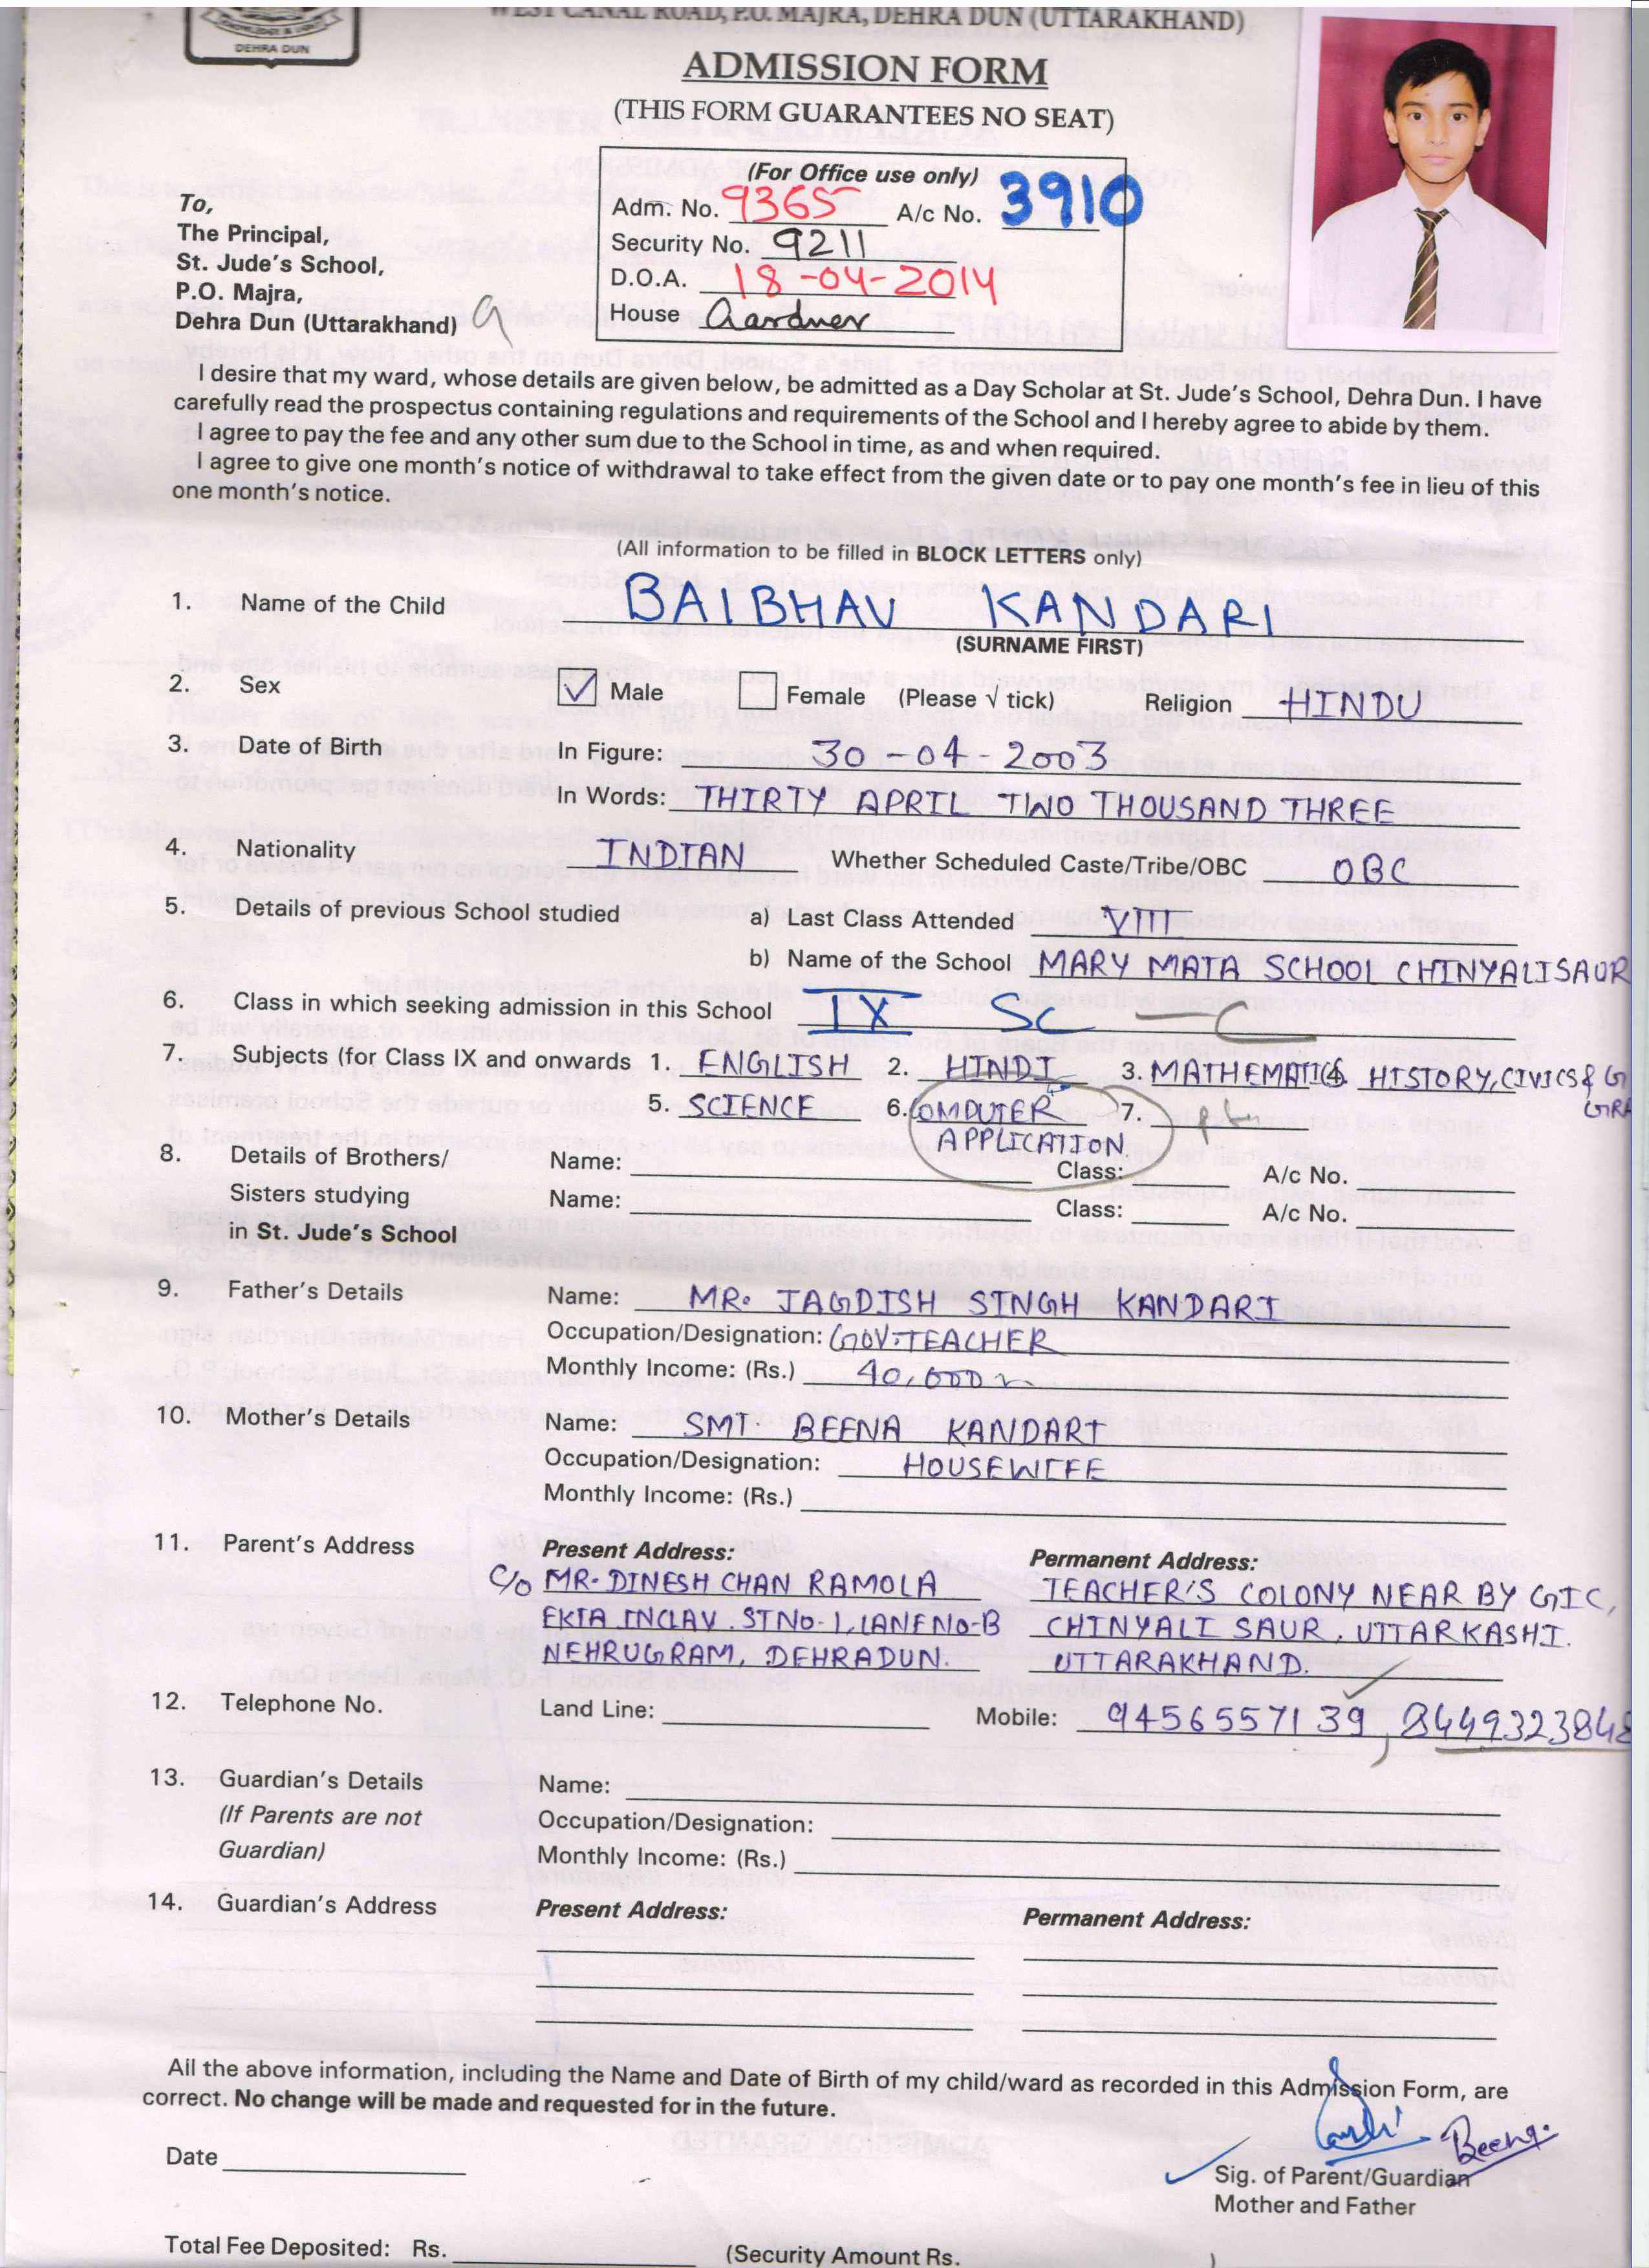 WEST CANAL ROAD, P.O. MAJRA, DEHRA DUN (UTTARAKHAND)
DEHRA DUN
ADMISSION FORM
(THIS FORM GUARANTEES NO SEAT)
(For Office use only)
Adm. No. 9365 A/c No. 3910
Security No. 9211
D.O.A. 18-04-2014
House Gardner
To,
The Principal,
St. Jude's School,
P.O. Majra,
Dehra Dun (Uttarakhand) 9
I desire that my ward, whose details are given below, be admitted as a Day Scholar at St. Jude's School, Dehra Dun. I have
carefully read the prospectus containing regulations and requirements of the School and I hereby agree to abide by them.
I agree to pay the fee and any other sum due to the School in time, as and when required.
I agree to give one month's notice of withdrawal to take effect from the given date or to pay one month's fee in lieu of this
one month's notice.
(All information to be filled in BLOCK LETTERS only)
1. Name of the Child BAIBHAV KANDARI
(SURNAME FIRST)
2. Sex ☑ Male ☐ Female (Please √ tick) Religion HINDU
3. Date of Birth In Figure: 30-04-2003
In Words: THIRTY APRIL TWO THOUSAND THREE
4. Nationality INDIAN Whether Scheduled Caste/Tribe/OBC OBC
5. Details of previous School studied a) Last Class Attended VIII
b) Name of the School MARY MATA SCHOOL CHINYALISAUR
6. Class in which seeking admission in this School IX SC - C
7. Subjects (for Class IX and onwards 1. ENGLISH 2. HINDI 3. MATHEMATICS 4. HISTORY, CIVICS & G
GRA
5. SCIENCE 6. COMPUTER 7.
APPLICATION
8. Details of Brothers/ Name: Class: A/c No.
Sisters studying Name: Class: A/c No.
in St. Jude's School
9. Father's Details Name: MR. JAGDISH SINGH KANDARI
Occupation/Designation: GOV. TEACHER
Monthly Income: (Rs.) 40,000
10. Mother's Details Name: SMT. BEENA KANDARI
Occupation/Designation: HOUSEWIFE
Monthly Income: (Rs.)
11. Parent's Address Present Address: Permanent Address:
C/o MR. DINESH CHAN RAMOLA TEACHER'S COLONY NEAR BY GIC,
EKTA INCLAV. STNO-1, LANENO-B CHINYALI SAUR. UTTARKASHI.
NEHRUGRAM, DEHRADUN. UTTARAKHAND.
12. Telephone No. Land Line: Mobile: 9456557139, 8449323848
13. Guardian's Details Name:
(If Parents are not Occupation/Designation:
Guardian) Monthly Income: (Rs.)
14. Guardian's Address Present Address: Permanent Address:
All the above information, including the Name and Date of Birth of my child/ward as recorded in this Admission Form, are
correct. No change will be made and requested for in the future.
Beena.
Date Sig. of Parent/Guardian
Mother and Father
Total Fee Deposited: Rs. (Security Amount Rs. )